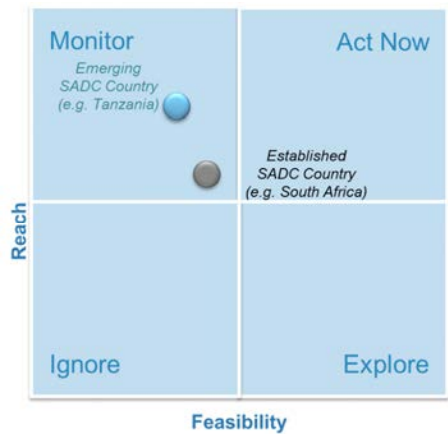 Monitor
Act Now
Emerging
SADC Country
(e.g. Tanzania)
Established
SADC Country
(e.g. South Africa)
Reach
Ignore
Explore
Feasibility